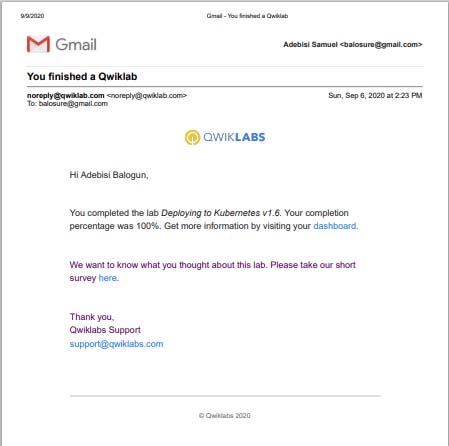 9/9/2020 Gmail - You finished a Qwiklab
Gmail Adebisi Samuel <balosure@gmail.com>
You finished a Qwiklab
noreply@qwiklab.com <noreply@qwiklab.com> Sun, Sep 6, 2020 at 2:23 PM
To: balosure@gmail.com
QWIKLABS
Hi Adebisi Balogun,
You completed the lab Deploying to Kubernetes v1.6. Your completion
percentage was 100%. Get more information by visiting your dashboard.
We want to know what you thought about this lab. Please take our short
survey here.
Thank you,
Qwiklabs Support
support@qwiklabs.com
© Qwiklabs 2020